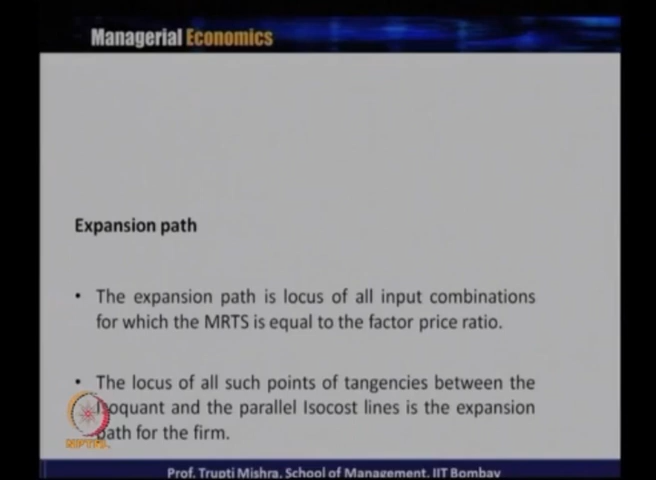 Managerial Economics
Expansion path
• The expansion path is locus of all input combinations
for which the MRTS is equal to the factor price ratio.
• The locus of all such points of tangencies between the
Isoquant and the parallel Isocost lines is the expansion
path for the firm.
NPTEL
Prof. Trupti Mishra, School of Management, IIT Bombay